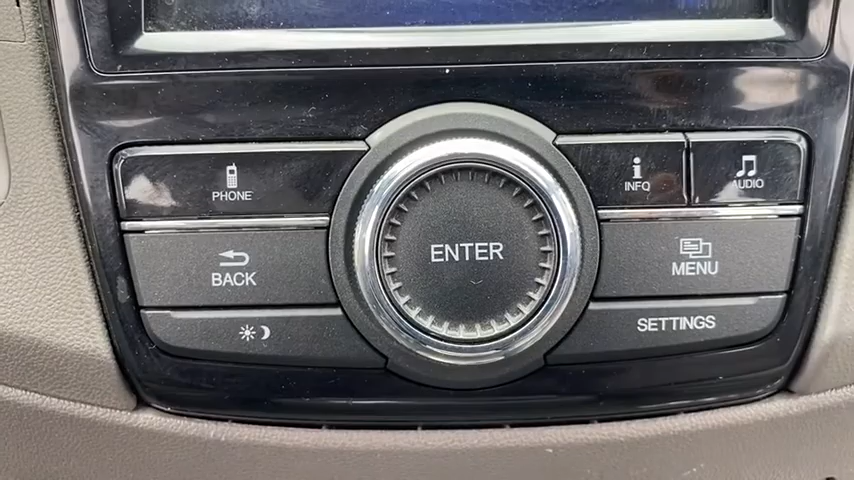 PHONE
INFO
AUDIO
ENTER
BACK
MENU
SETTINGS